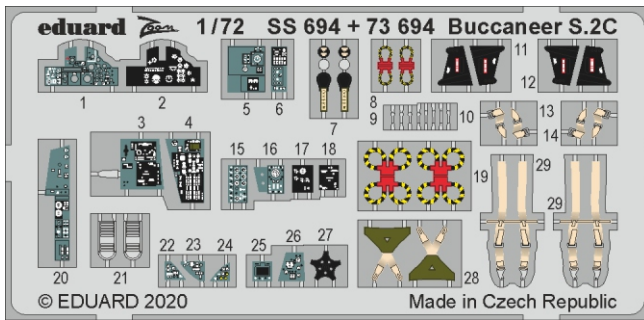 eduard Zoom 1/72 SS 694 + 73 694 Buccaneer S.2C
1 2 5 6 7 8 9 10 11 12 13 14
3 4 15 16 17 18 19 29 29
20 21 22 23 24 25 26 27 28
© EDUARD 2020 Made in Czech Republic